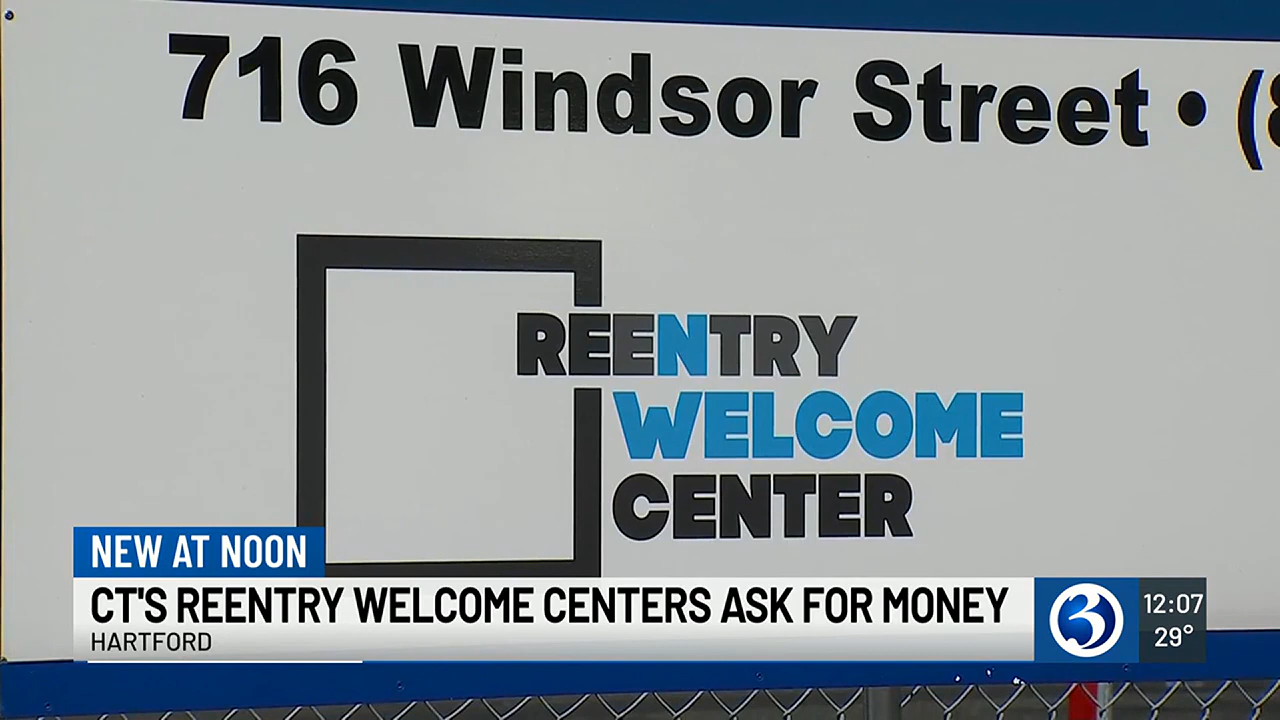 716 Windsor Street • (
REENTRY
WELCOME
CENTER
NEW AT NOON
CT'S REENTRY WELCOME CENTERS ASK FOR MONEY
HARTFORD
3
12:07
29°